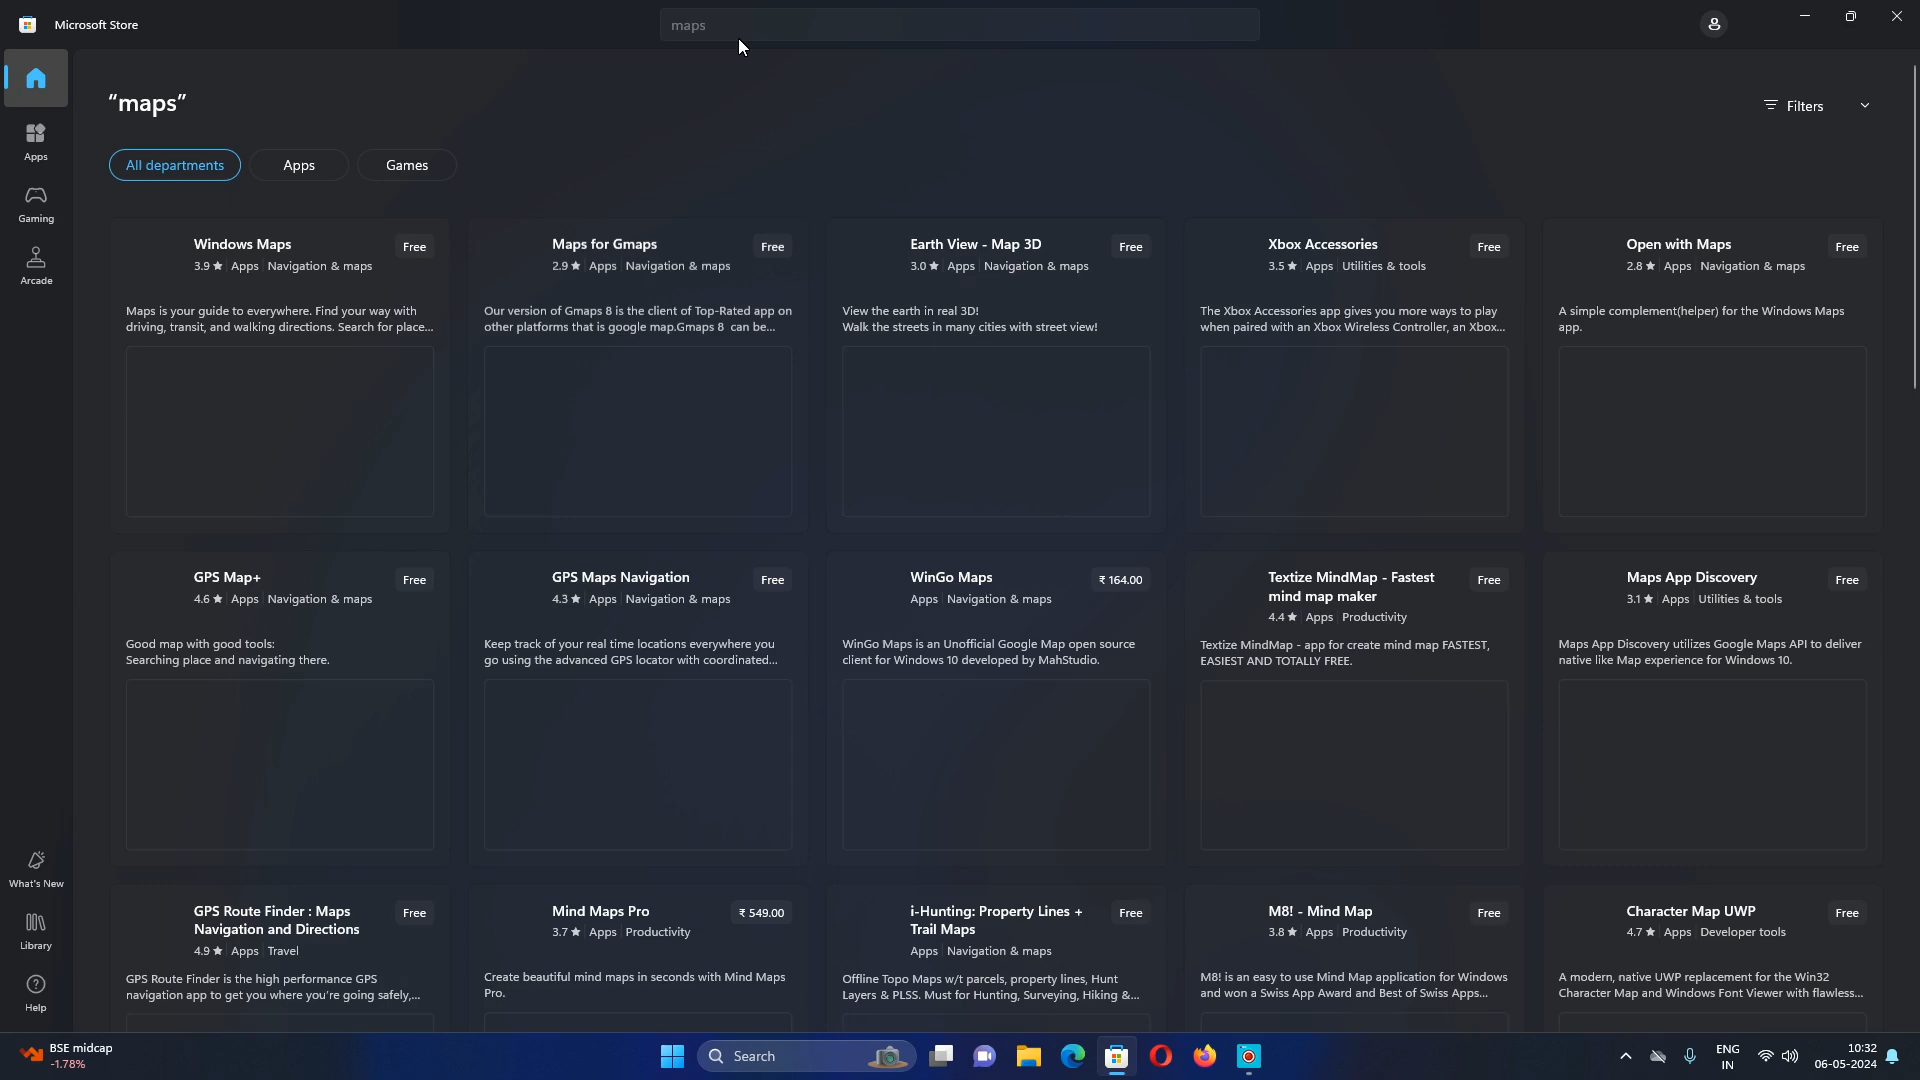 Microsoft Store
maps
“maps”
Filters
All departments
Apps
Games
Home
Apps
Gaming
Arcade
What's New
Library
Help
Windows Maps
Free
3.9 ★ Apps Navigation & maps
Maps is your guide to everywhere. Find your way with
driving, transit, and walking directions. Search for place...
Maps for Gmaps
Free
2.9 ★ Apps Navigation & maps
Our version of Gmaps 8 is the client of Top-Rated app on
other platforms that is google map.Gmaps 8 can be...
Earth View - Map 3D
Free
3.0 ★ Apps Navigation & maps
View the earth in real 3D!
Walk the streets in many cities with street view!
Xbox Accessories
Free
3.5 ★ Apps Utilities & tools
The Xbox Accessories app gives you more ways to play
when paired with an Xbox Wireless Controller, an Xbox...
Open with Maps
Free
2.8 ★ Apps Navigation & maps
A simple complement(helper) for the Windows Maps
app.
GPS Map+
Free
4.6 ★ Apps Navigation & maps
Good map with good tools:
Searching place and navigating there.
GPS Maps Navigation
Free
4.3 ★ Apps Navigation & maps
Keep track of your real time locations everywhere you
go using the advanced GPS locator with coordinated...
WinGo Maps
₹ 164.00
Apps Navigation & maps
WinGo Maps is an Unofficial Google Map open source
client for Windows 10 developed by MahStudio.
Textize MindMap - Fastest
mind map maker
Free
4.4 ★ Apps Productivity
Textize MindMap - app for create mind map FASTEST,
EASIEST AND TOTALLY FREE.
Maps App Discovery
Free
3.1 ★ Apps Utilities & tools
Maps App Discovery utilizes Google Maps API to deliver
native like Map experience for Windows 10.
GPS Route Finder : Maps
Navigation and Directions
Free
4.9 ★ Apps Travel
GPS Route Finder is the high performance GPS
navigation app to get you where you're going safely,...
Mind Maps Pro
₹ 549.00
3.7 ★ Apps Productivity
Create beautiful mind maps in seconds with Mind Maps
Pro.
i-Hunting: Property Lines +
Trail Maps
Free
Apps Navigation & maps
Offline Topo Maps w/t parcels, property lines, Hunt
Layers & PLSS. Must for Hunting, Surveying, Hiking &...
M8! - Mind Map
Free
3.8 ★ Apps Productivity
M8! is an easy to use Mind Map application for Windows
and won a Swiss App Award and Best of Swiss Apps...
Character Map UWP
Free
4.7 ★ Apps Developer tools
A modern, native UWP replacement for the Win32
Character Map and Windows Font Viewer with flawless...
BSE midcap
-1.78%
Search
ENG
IN
10:32
06-05-2024